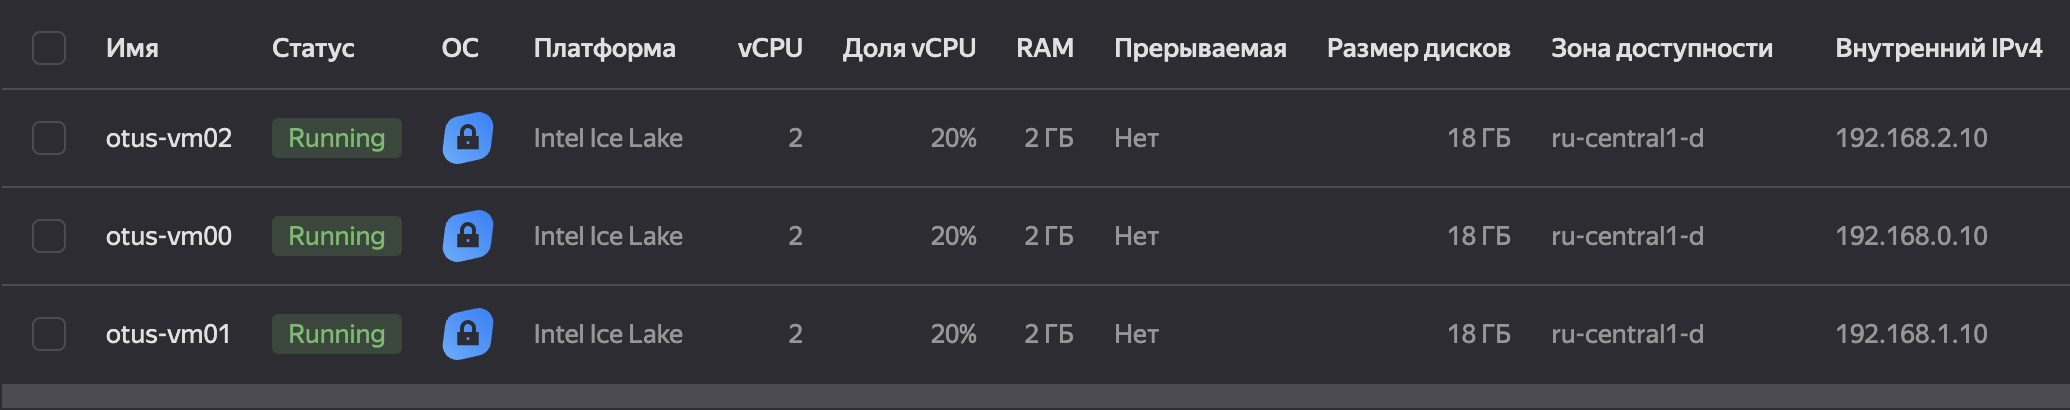 Имя Статус ОС Платформа vCPU Доля vCPU RAM Прерываемая Размер дисков Зона доступности Внутренний IPv4
otus-vm02 Running Intel Ice Lake 2 20% 2 ГБ Нет 18 ГБ ru-central1-d 192.168.2.10
otus-vm00 Running Intel Ice Lake 2 20% 2 ГБ Нет 18 ГБ ru-central1-d 192.168.0.10
otus-vm01 Running Intel Ice Lake 2 20% 2 ГБ Нет 18 ГБ ru-central1-d 192.168.1.10